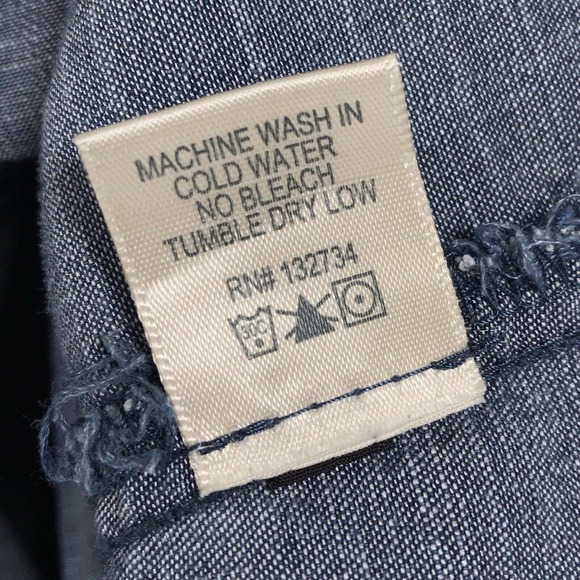 MACHINE WASH IN
COLD WATER
NO BLEACH
TUMBLE DRY LOW
RN# 132734
30C